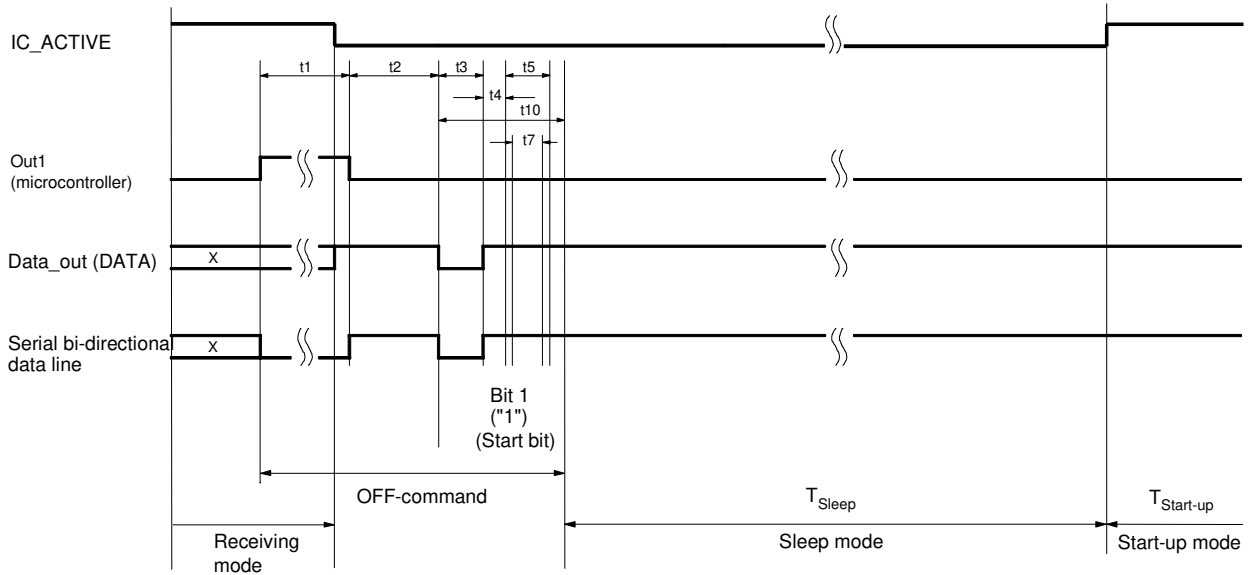 IC_ACTIVE
t1
t2
t3
t5
t4
t10
t7
Out1
(microcontroller)
Data_out (DATA)
X
Serial bi-directional
data line
X
Bit 1
("1")
(Start bit)
OFF-command
TSleep
TStart-up
Receiving
mode
Sleep mode
Start-up mode